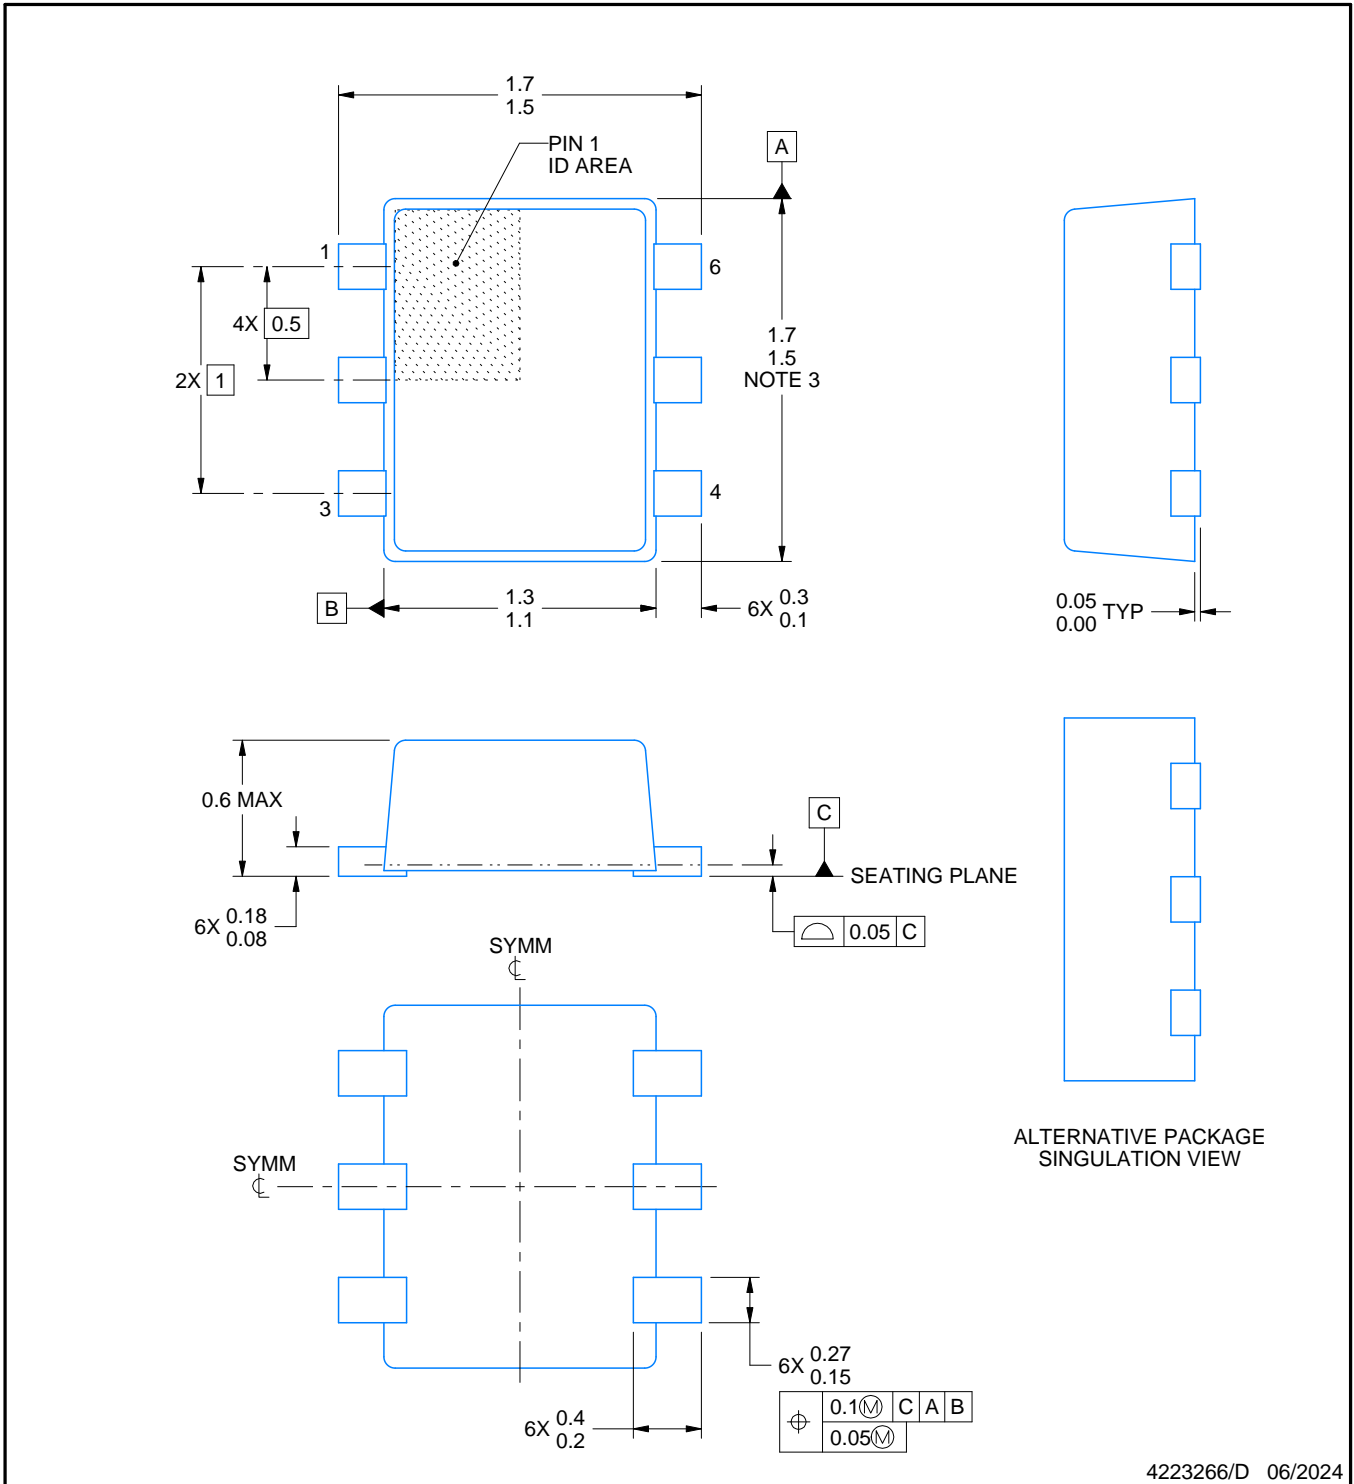 1.7
1.5
PIN 1
ID AREA
A
1
6
4X 0.5
1.7
1.5
NOTE 3
2X 1
3
4
B
1.3
1.1
6X 0.3
0.1
0.05
0.00 TYP
0.6 MAX
C
SEATING PLANE
6X 0.18
0.08
0.05 C
SYMM
ALTERNATIVE PACKAGE
SINGULATION VIEW
SYMM
6X 0.27
0.15
0.1Ⓜ C A B
0.05Ⓜ
6X 0.4
0.2
4223266/D 06/2024